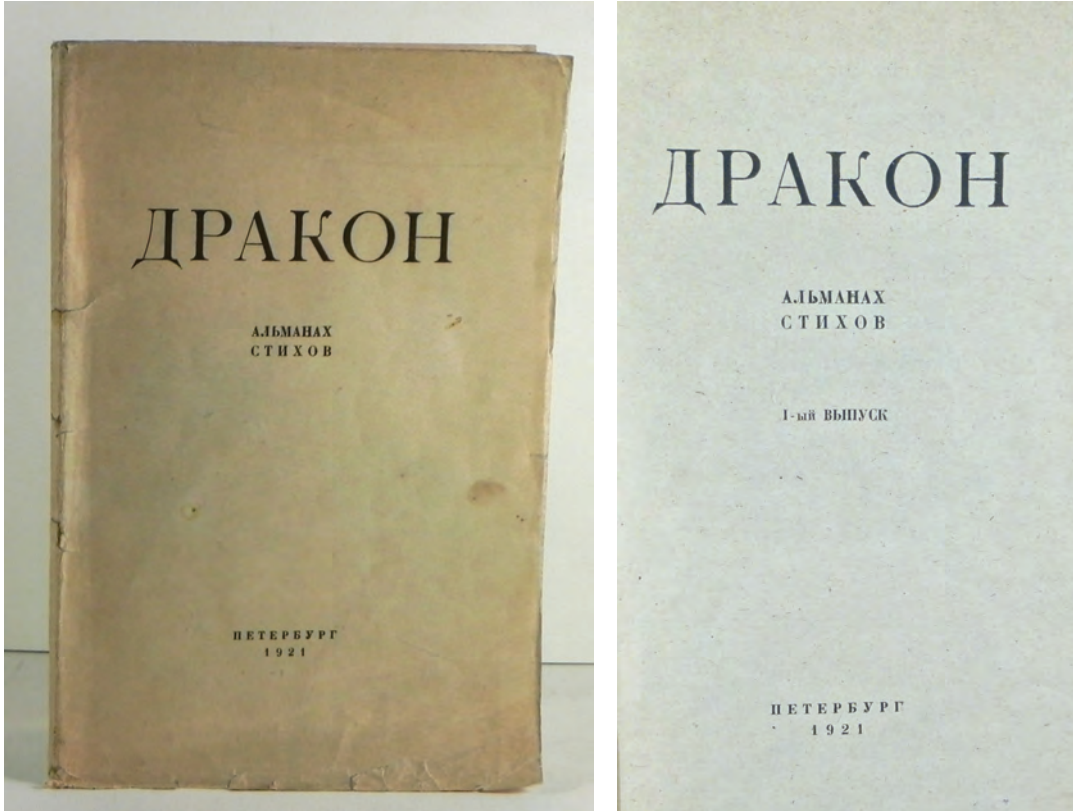 ДРАКОН
АЛЬМАНАХ
СТИХОВ
ПЕТЕРБУРГ
1921
ДРАКОН
АЛЬМАНАХ
СТИХОВ
1-ый ВЫПУСК
ПЕТЕРБУРГ
1921